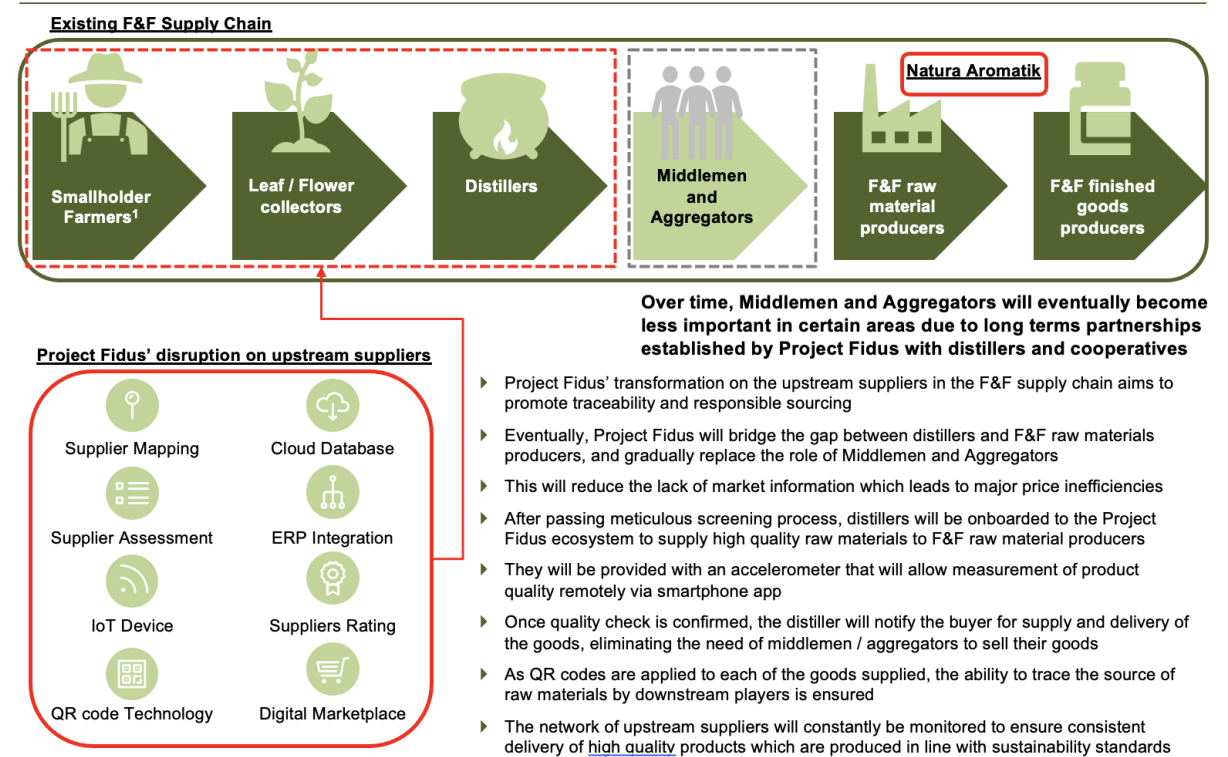 Existing F&F Supply Chain
Natura Aromatik
Smallholder
Farmers1
Leaf / Flower
collectors
Distillers
Middlemen
and
Aggregators
F&F raw
material
producers
F&F finished
goods
producers
Over time, Middlemen and Aggregators will eventually become
less important in certain areas due to long terms partnerships
established by Project Fidus with distillers and cooperatives
Project Fidus’ disruption on upstream suppliers
Supplier Mapping
Cloud Database
Supplier Assessment
ERP Integration
IoT Device
Suppliers Rating
QR code Technology
Digital Marketplace
Project Fidus’ transformation on the upstream suppliers in the F&F supply chain aims to
promote traceability and responsible sourcing
Eventually, Project Fidus will bridge the gap between distillers and F&F raw materials
producers, and gradually replace the role of Middlemen and Aggregators
This will reduce the lack of market information which leads to major price inefficiencies
After passing meticulous screening process, distillers will be onboarded to the Project
Fidus ecosystem to supply high quality raw materials to F&F raw material producers
They will be provided with an accelerometer that will allow measurement of product
quality remotely via smartphone app
Once quality check is confirmed, the distiller will notify the buyer for supply and delivery of
the goods, eliminating the need of middlemen / aggregators to sell their goods
As QR codes are applied to each of the goods supplied, the ability to trace the source of
raw materials by downstream players is ensured
The network of upstream suppliers will constantly be monitored to ensure consistent
delivery of high quality products which are produced in line with sustainability standards